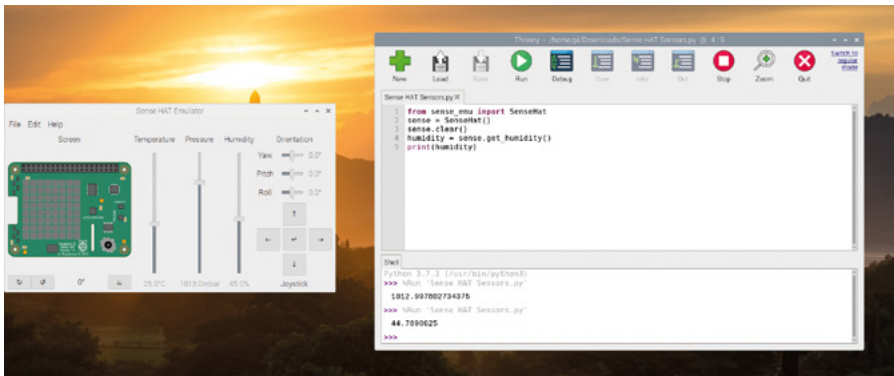 Sense HAT Emulator
File Edit Help
Screen Temperature Pressure Humidity Orientation
Yaw 0.0°
Pitch 0.0°
Roll 0.0°
↑
← ↵ →
↓
0° 25.0°C 1013.0mbar 45.0% Joystick
Thonny - /home/pi/Downloads/Sense HAT Sensors.py @ 4:9
New Load Save Run Debug Over Into Out Stop Zoom Quit
Switch to
regular
mode
Sense HAT Sensors.py
1 from sense_emu import SenseHat
2 sense = SenseHat()
3 sense.clear()
4 humidity = sense.get_humidity()
5 print(humidity)
Shell
Python 3.7.3 (/usr/bin/python3)
>>> %Run 'Sense HAT Sensors.py'
1012.997802734375
>>> %Run 'Sense HAT Sensors.py'
44.7890625
>>>